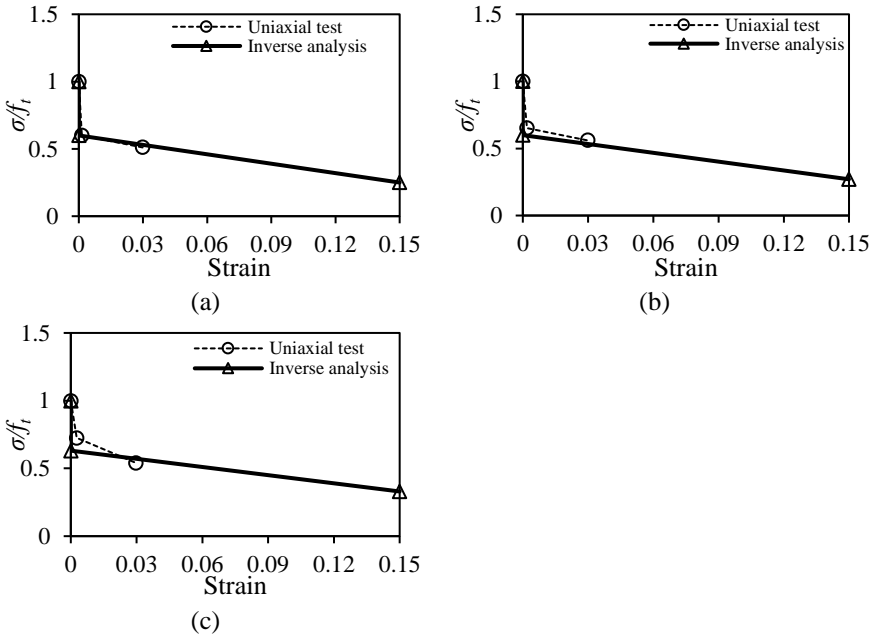 1.5
1
0.5
0
σ/fₜ
Uniaxial test
Inverse analysis
0 0.03 0.06 0.09 0.12 0.15
Strain
(a)
1.5
1
0.5
0
σ/fₜ
Uniaxial test
Inverse analysis
0 0.03 0.06 0.09 0.12 0.15
Strain
(b)
1.5
1
0.5
0
σ/fₜ
Uniaxial test
Inverse analysis
0 0.03 0.06 0.09 0.12 0.15
Strain
(c)